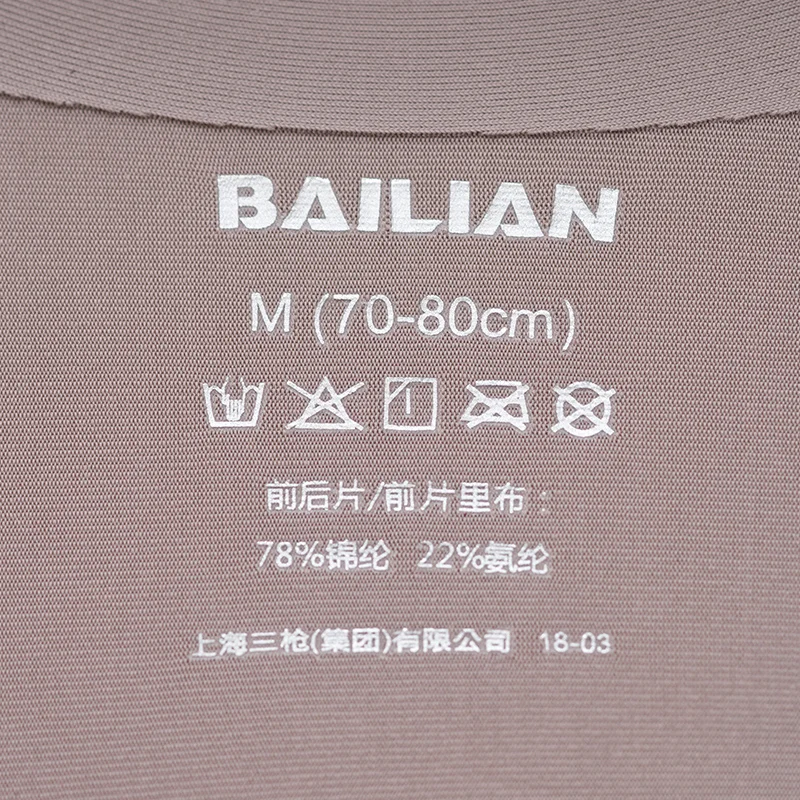 BAILIAN
M (70-80cm)
前后片/前片里布：
78%锦纶 22%氨纶
上海三枪(集团)有限公司 18-03